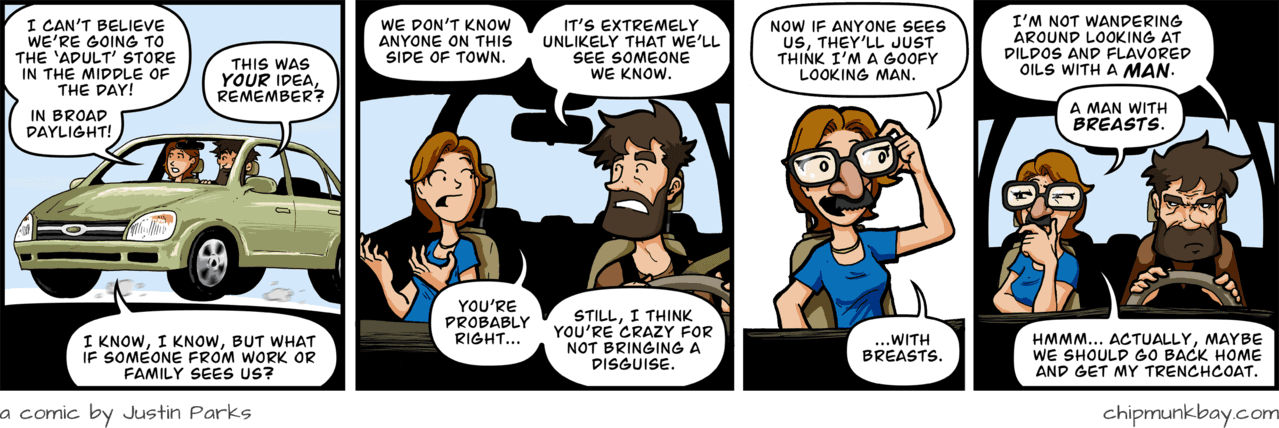 I CAN'T BELIEVE
WE'RE GOING TO
THE 'ADULT' STORE
IN THE MIDDLE OF
THE DAY!
IN BROAD
DAYLIGHT!
THIS WAS
YOUR IDEA,
REMEMBER?
I KNOW, I KNOW, BUT WHAT
IF SOMEONE FROM WORK OR
FAMILY SEES US?
WE DON'T KNOW
ANYONE ON THIS
SIDE OF TOWN.
IT'S EXTREMELY
UNLIKELY THAT WE'LL
SEE SOMEONE
WE KNOW.
YOU'RE
PROBABLY
RIGHT...
STILL, I THINK
YOU'RE CRAZY FOR
NOT BRINGING A
DISGUISE.
NOW IF ANYONE SEES
US, THEY'LL JUST
THINK I'M A GOOFY
LOOKING MAN.
...WITH
BREASTS.
I'M NOT WANDERING
AROUND LOOKING AT
DILDOS AND FLAVORED
OILS WITH A MAN.
A MAN WITH
BREASTS.
HMMM... ACTUALLY, MAYBE
WE SHOULD GO BACK HOME
AND GET MY TRENCHCOAT.
a comic by Justin Parks
chipmunkbay.com